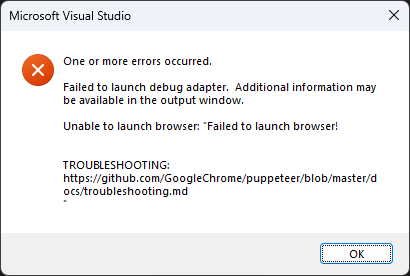 Microsoft Visual Studio
One or more errors occurred.
Failed to launch debug adapter.  Additional information may
be available in the output window.
Unable to launch browser: "Failed to launch browser!
TROUBLESHOOTING:
https://github.com/GoogleChrome/puppeteer/blob/master/d
ocs/troubleshooting.md
"
OK